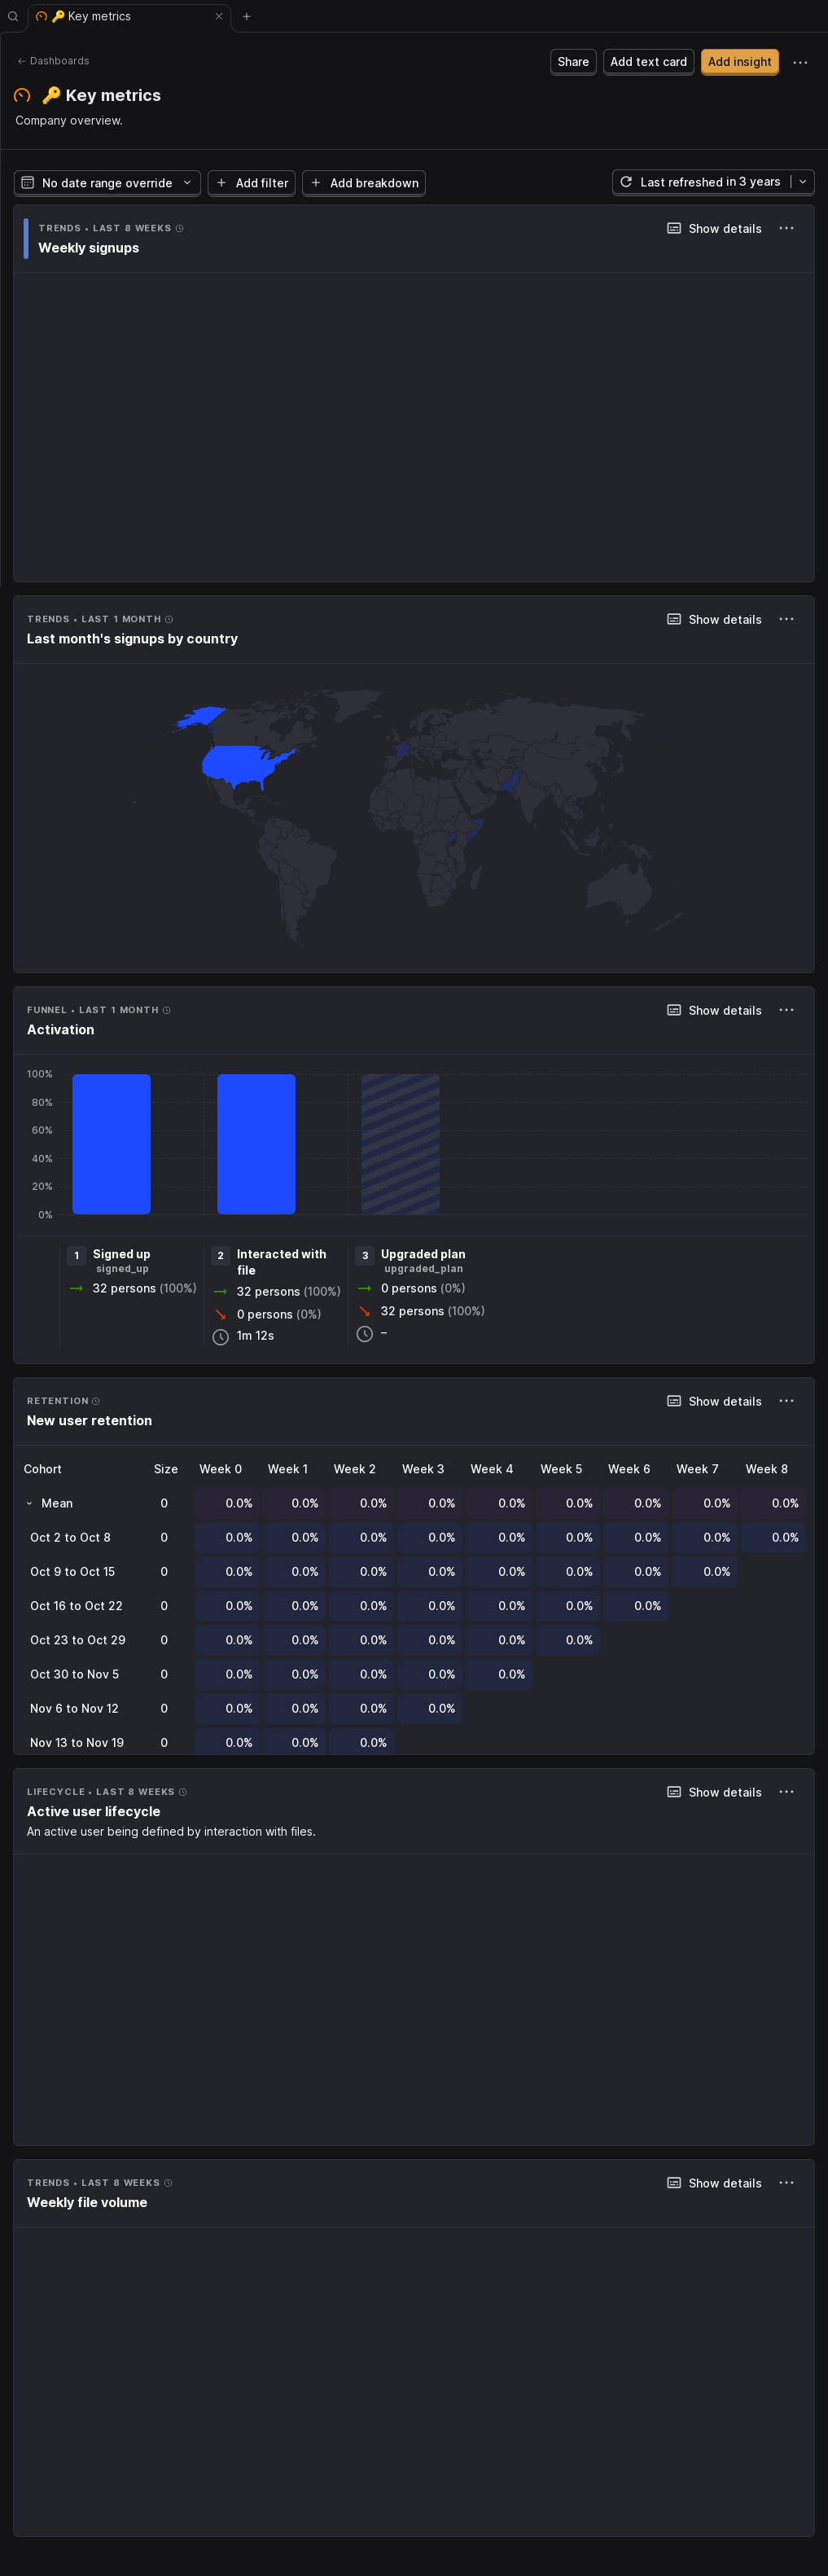 🔑 Key metrics
Dashboards
Share
Add text card
Add insight
🔑 Key metrics
Company overview.
No date range override
Add filter
Add breakdown
Last refreshed in 3 years
TRENDS • LAST 8 WEEKS
Show details
Weekly signups
TRENDS • LAST 1 MONTH
Show details
Last month's signups by country
FUNNEL • LAST 1 MONTH
Show details
Activation
100%
80%
60%
40%
20%
0%
1 Signed up
signed_up
32 persons (100%)
2 Interacted with
file
32 persons (100%)
0 persons (0%)
1m 12s
3 Upgraded plan
upgraded_plan
0 persons (0%)
32 persons (100%)
–
RETENTION
Show details
New user retention
Cohort Size Week 0 Week 1 Week 2 Week 3 Week 4 Week 5 Week 6 Week 7 Week 8
Mean 0 0.0% 0.0% 0.0% 0.0% 0.0% 0.0% 0.0% 0.0% 0.0%
Oct 2 to Oct 8 0 0.0% 0.0% 0.0% 0.0% 0.0% 0.0% 0.0% 0.0% 0.0%
Oct 9 to Oct 15 0 0.0% 0.0% 0.0% 0.0% 0.0% 0.0% 0.0% 0.0%
Oct 16 to Oct 22 0 0.0% 0.0% 0.0% 0.0% 0.0% 0.0% 0.0%
Oct 23 to Oct 29 0 0.0% 0.0% 0.0% 0.0% 0.0% 0.0%
Oct 30 to Nov 5 0 0.0% 0.0% 0.0% 0.0% 0.0%
Nov 6 to Nov 12 0 0.0% 0.0% 0.0% 0.0%
Nov 13 to Nov 19 0 0.0% 0.0% 0.0%
LIFECYCLE • LAST 8 WEEKS
Show details
Active user lifecycle
An active user being defined by interaction with files.
TRENDS • LAST 8 WEEKS
Show details
Weekly file volume